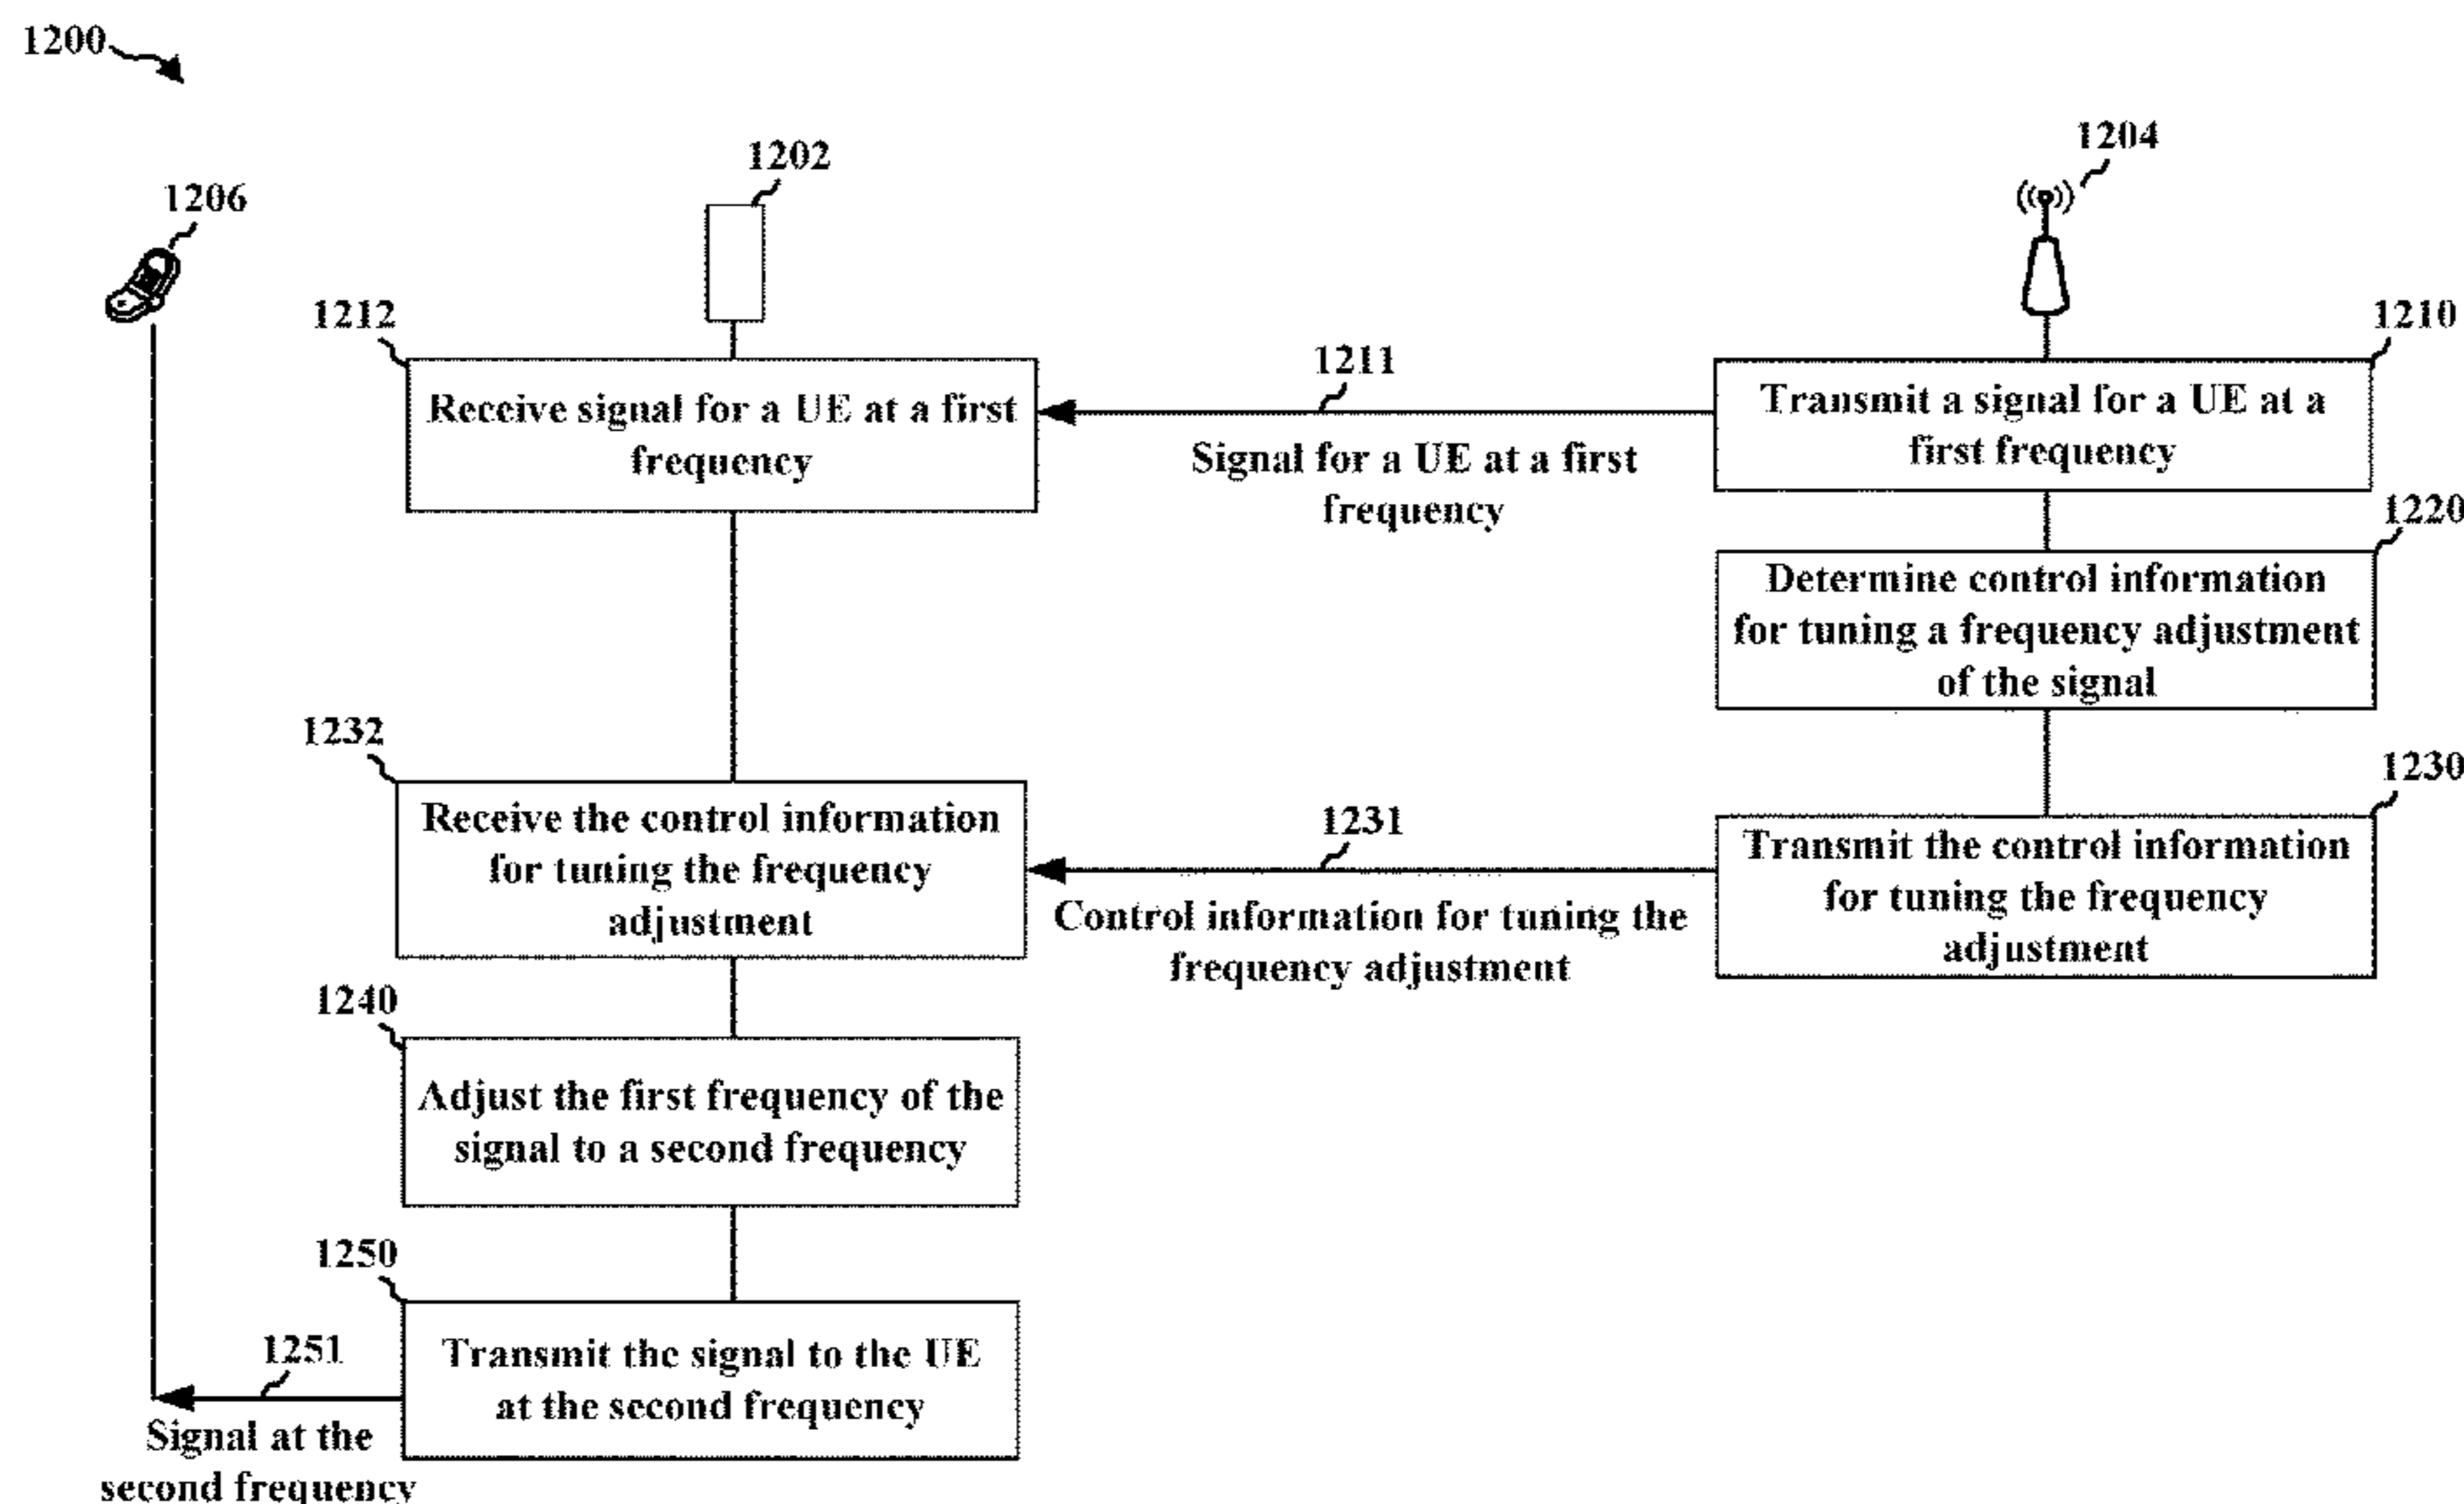 1200
1204
1202
1206
1212
1210
1211
Receive signal for a UE at a first
frequency
Transmit a signal for a UE at a
first frequency
Signal for a UE at a first
frequency
1220
Determine control information
for tuning a frequency adjustment
of the signal
1232
1230
1231
Receive the control information
for tuning the frequency
adjustment
Transmit the control information
for tuning the frequency
adjustment
Control information for tuning the
frequency adjustment
1240
Adjust the first frequency of the
signal to a second frequency
1250
1251
Transmit the signal to the UE
at the second frequency
Signal at the
second frequency